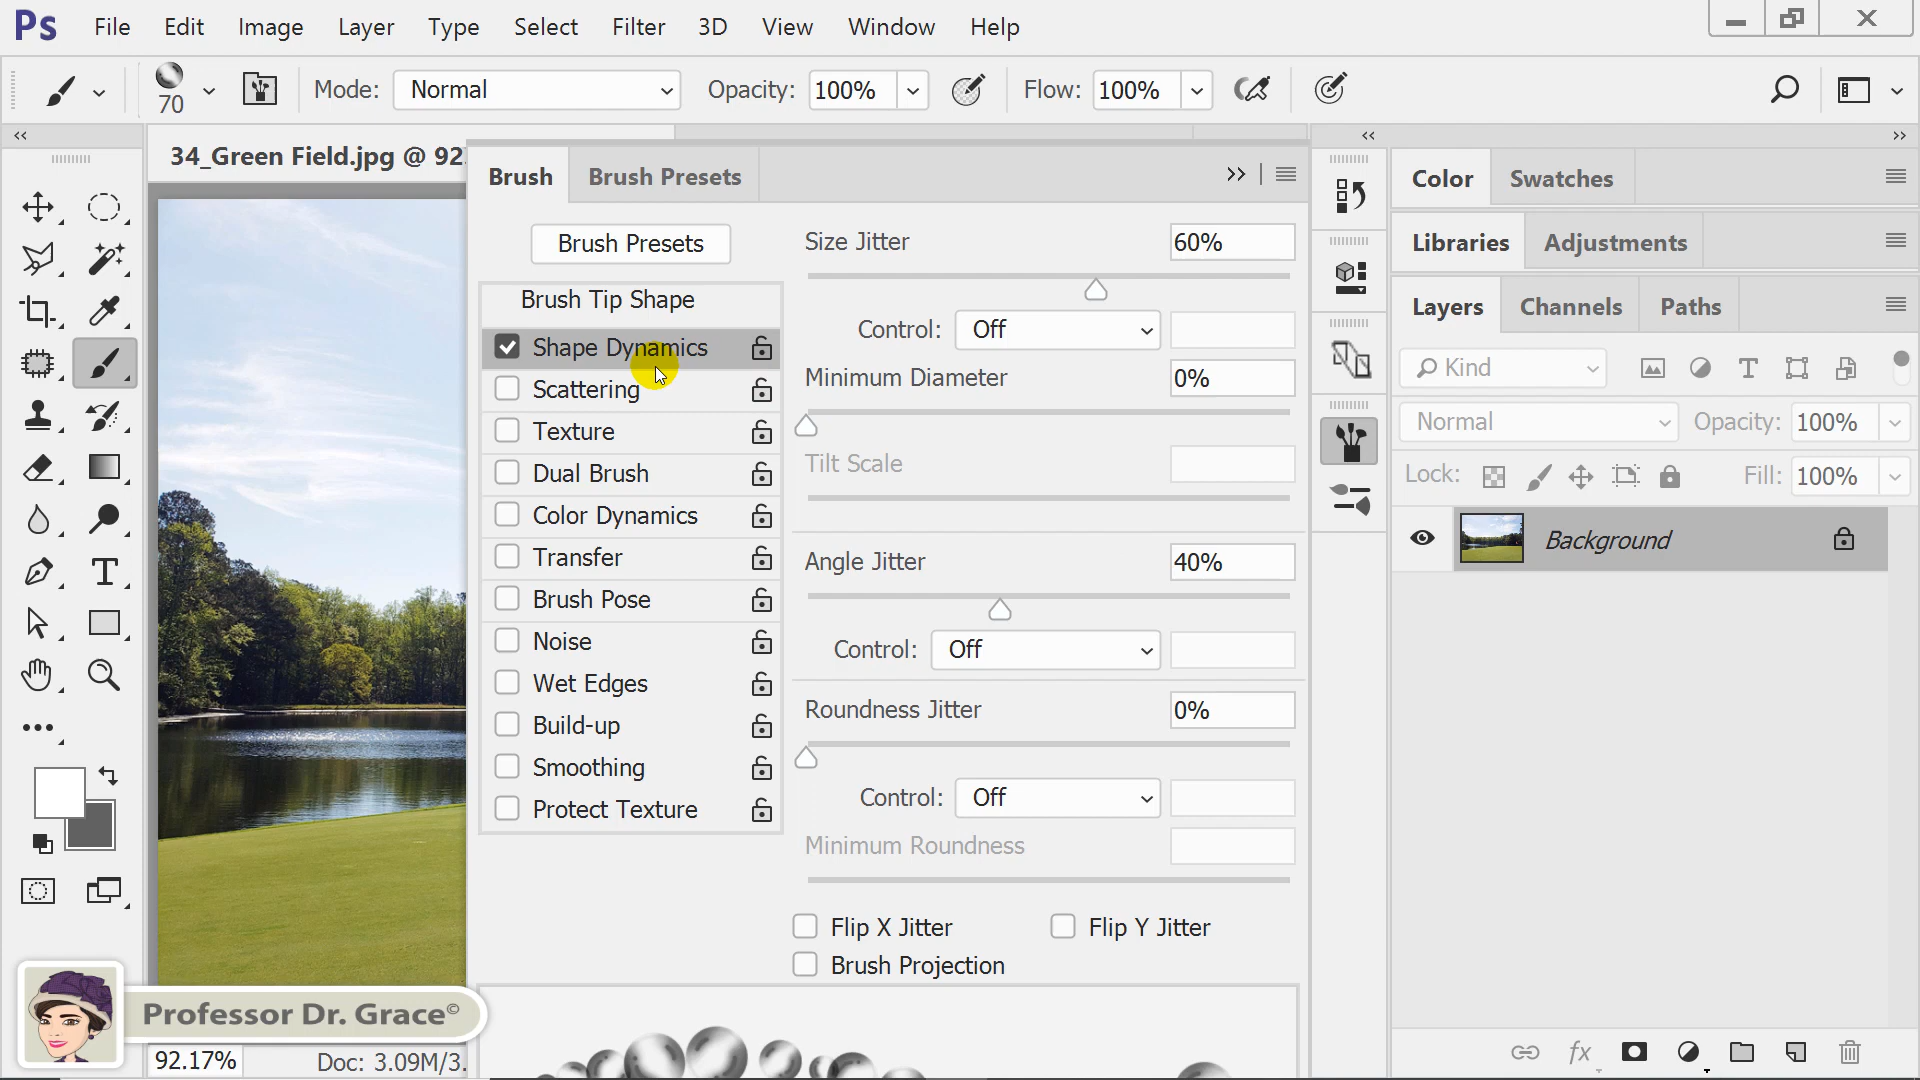 Ps File Edit Image Layer Type Select Filter 3D View Window Help
70 Mode: Normal Opacity: 100% Flow: 100%
34_Green Field.jpg @ 92
Brush Brush Presets
Brush Presets
Brush Tip Shape
Shape Dynamics
Scattering
Texture
Dual Brush
Color Dynamics
Transfer
Brush Pose
Noise
Wet Edges
Build-up
Smoothing
Protect Texture
Size Jitter 60%
Control: Off
Minimum Diameter 0%
Tilt Scale
Angle Jitter 40%
Control: Off
Roundness Jitter 0%
Control: Off
Minimum Roundness
Flip X Jitter Flip Y Jitter
Brush Projection
Color Swatches
Libraries Adjustments
Layers Channels Paths
Kind
Normal Opacity: 100%
Lock: Fill: 100%
Background
fx
Professor Dr. Grace©
92.17% Doc: 3.09M/3.